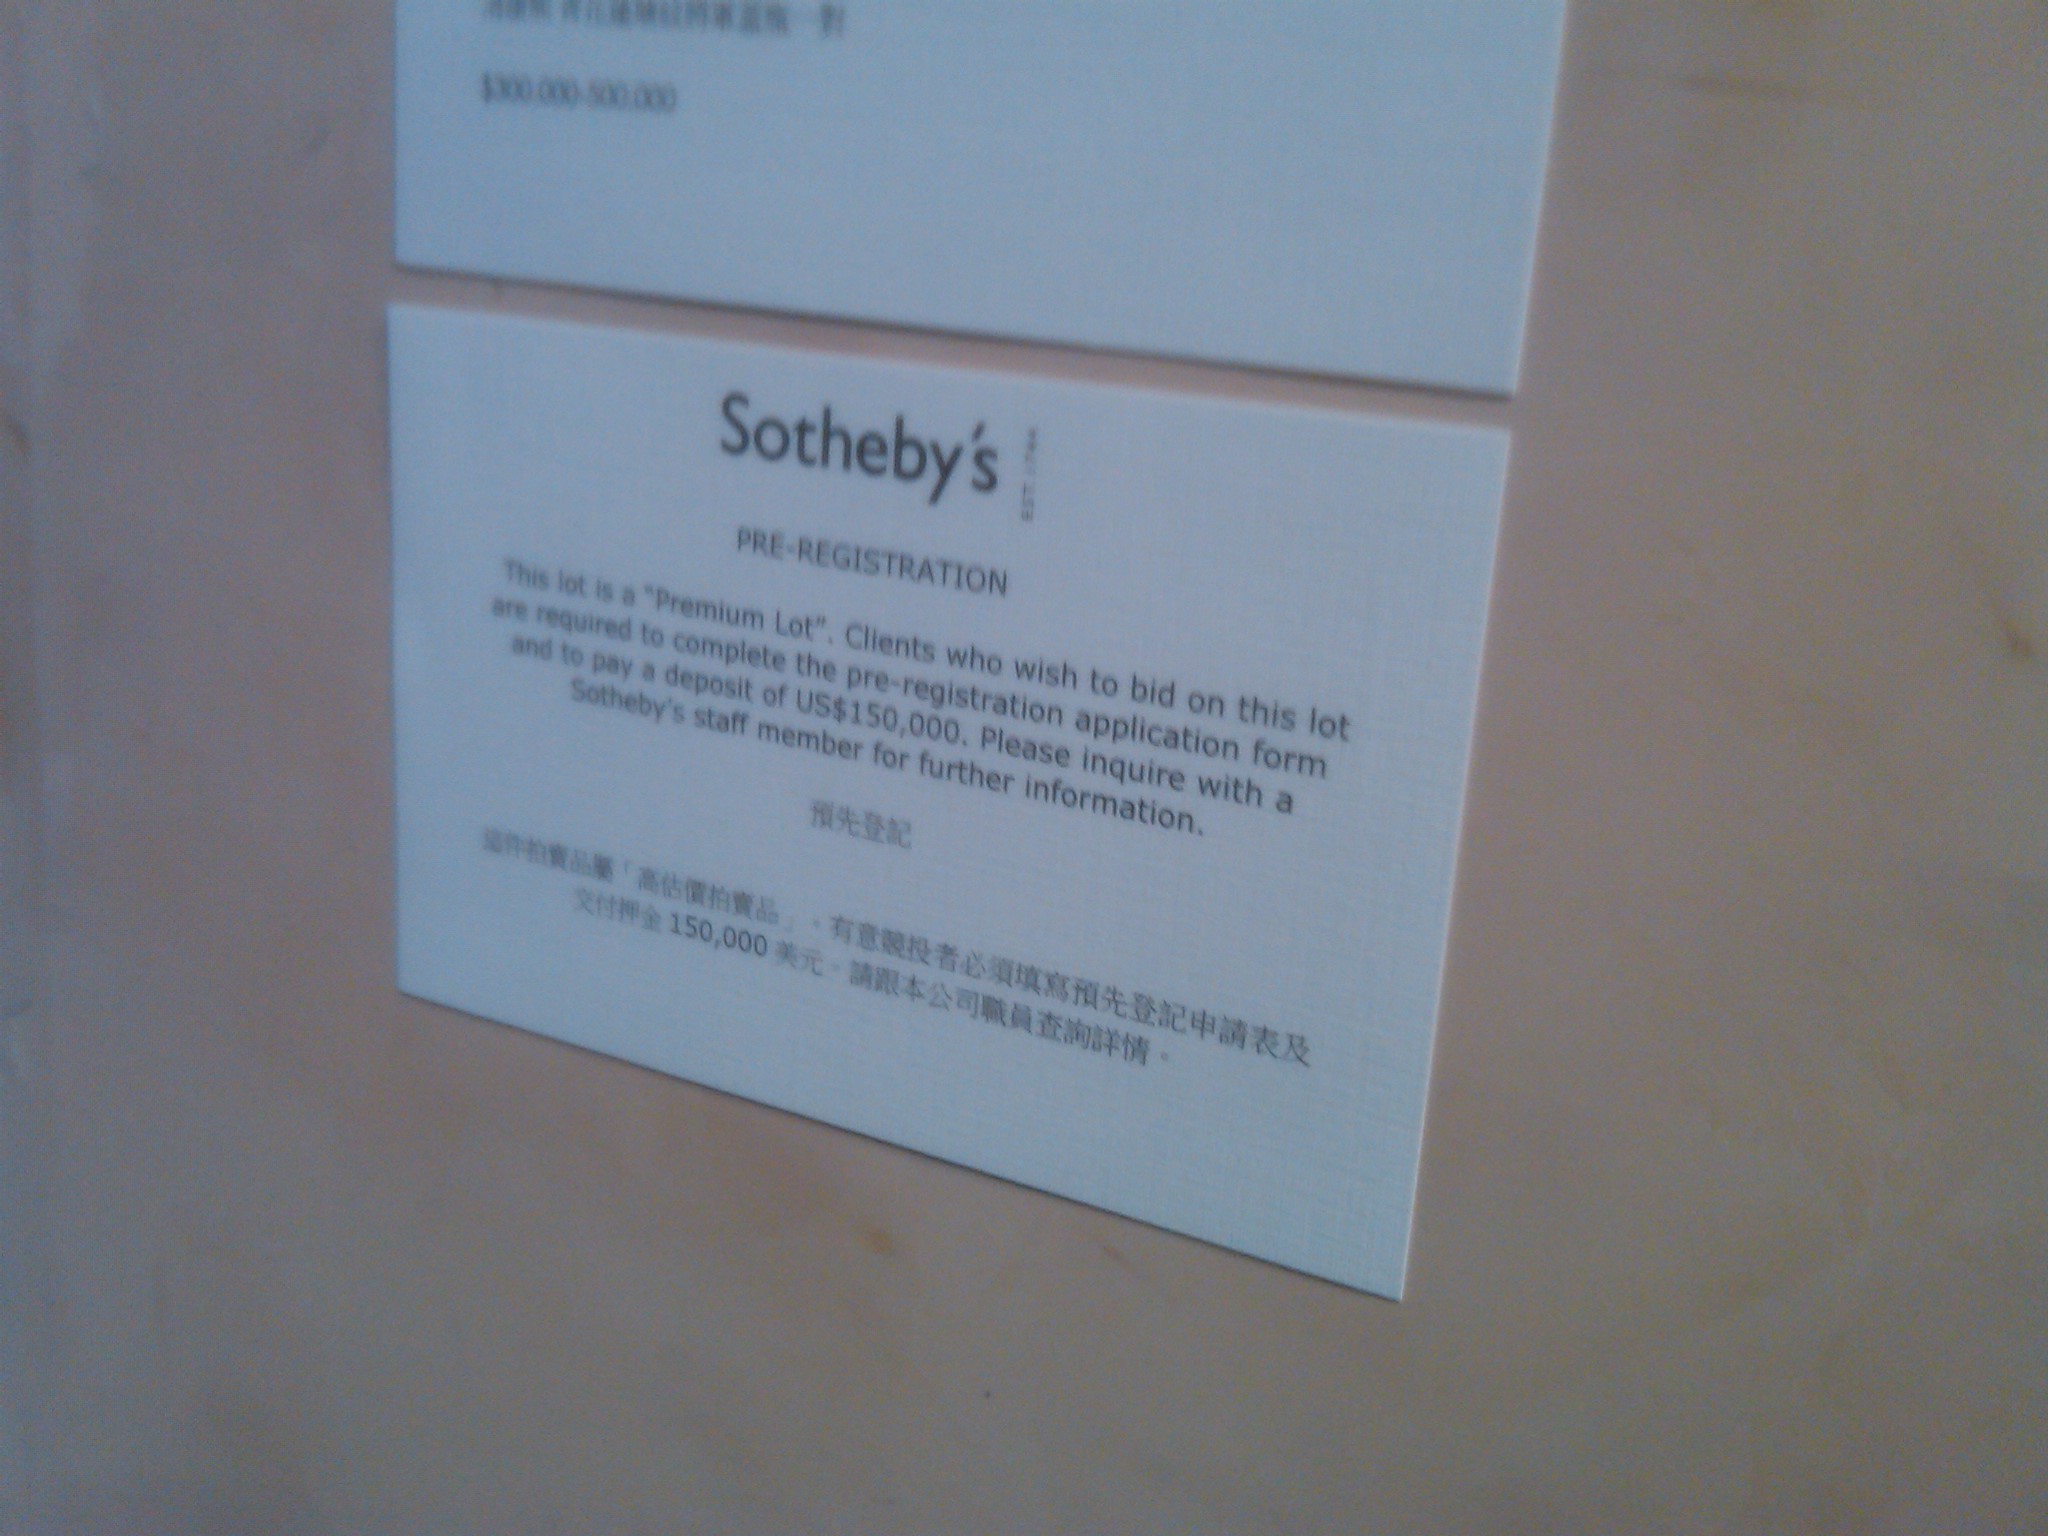 $300,000-500,000
Sotheby's
EST. 1744
PRE-REGISTRATION
This lot is a “Premium Lot”. Clients who wish to bid on this lot
are required to complete the pre-registration application form
and to pay a deposit of US$150,000. Please inquire with a
Sotheby's staff member for further information.
預先登記
這件拍賣品屬「高估價拍賣品」。有意競投者必須填寫預先登記申請表及
交付押金 150,000 美元。請跟本公司職員查詢詳情。